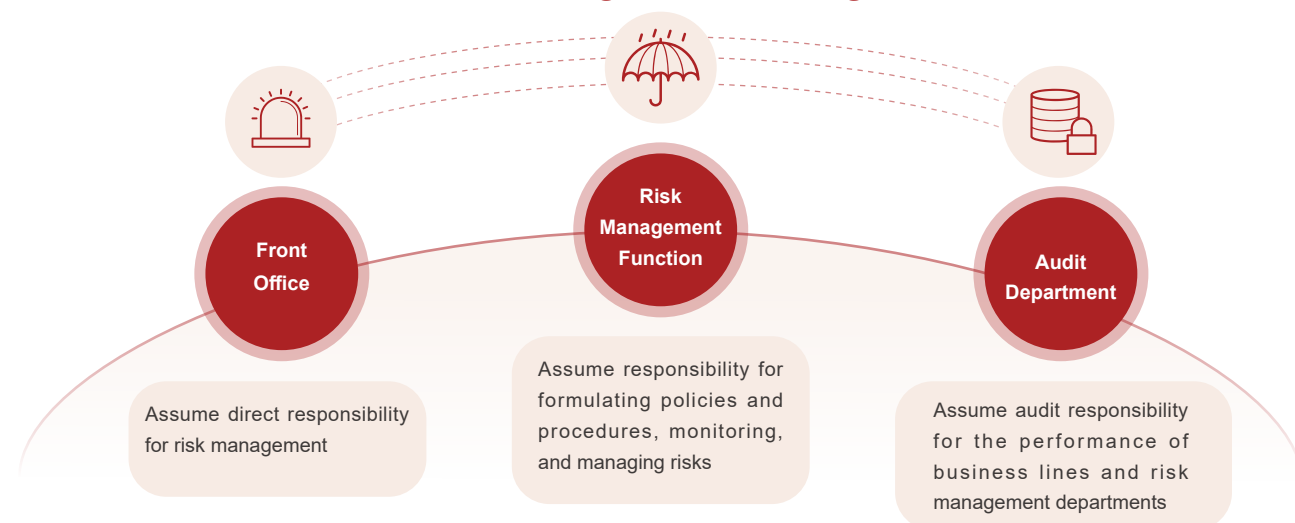 Front
Office
Risk
Management
Function
Audit
Department
Assume direct responsibility
for risk management
Assume responsibility for
formulating policies and
procedures, monitoring,
and managing risks
Assume audit responsibility
for the performance of
business lines and risk
management departments